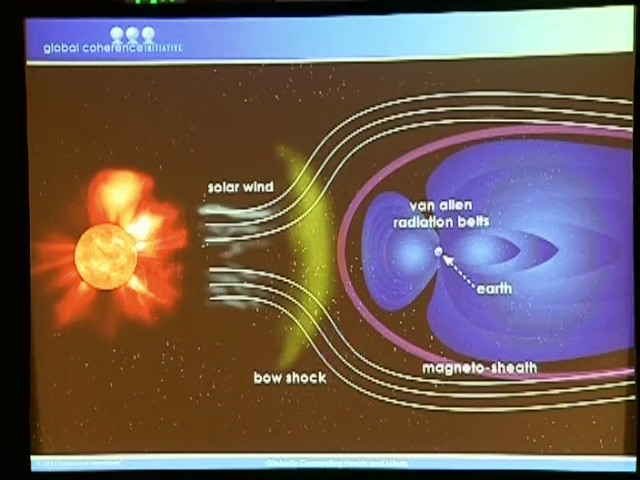 global coherence INITIATIVE
solar wind
van allen
radiation belts
earth
magneto-sheath
bow shock